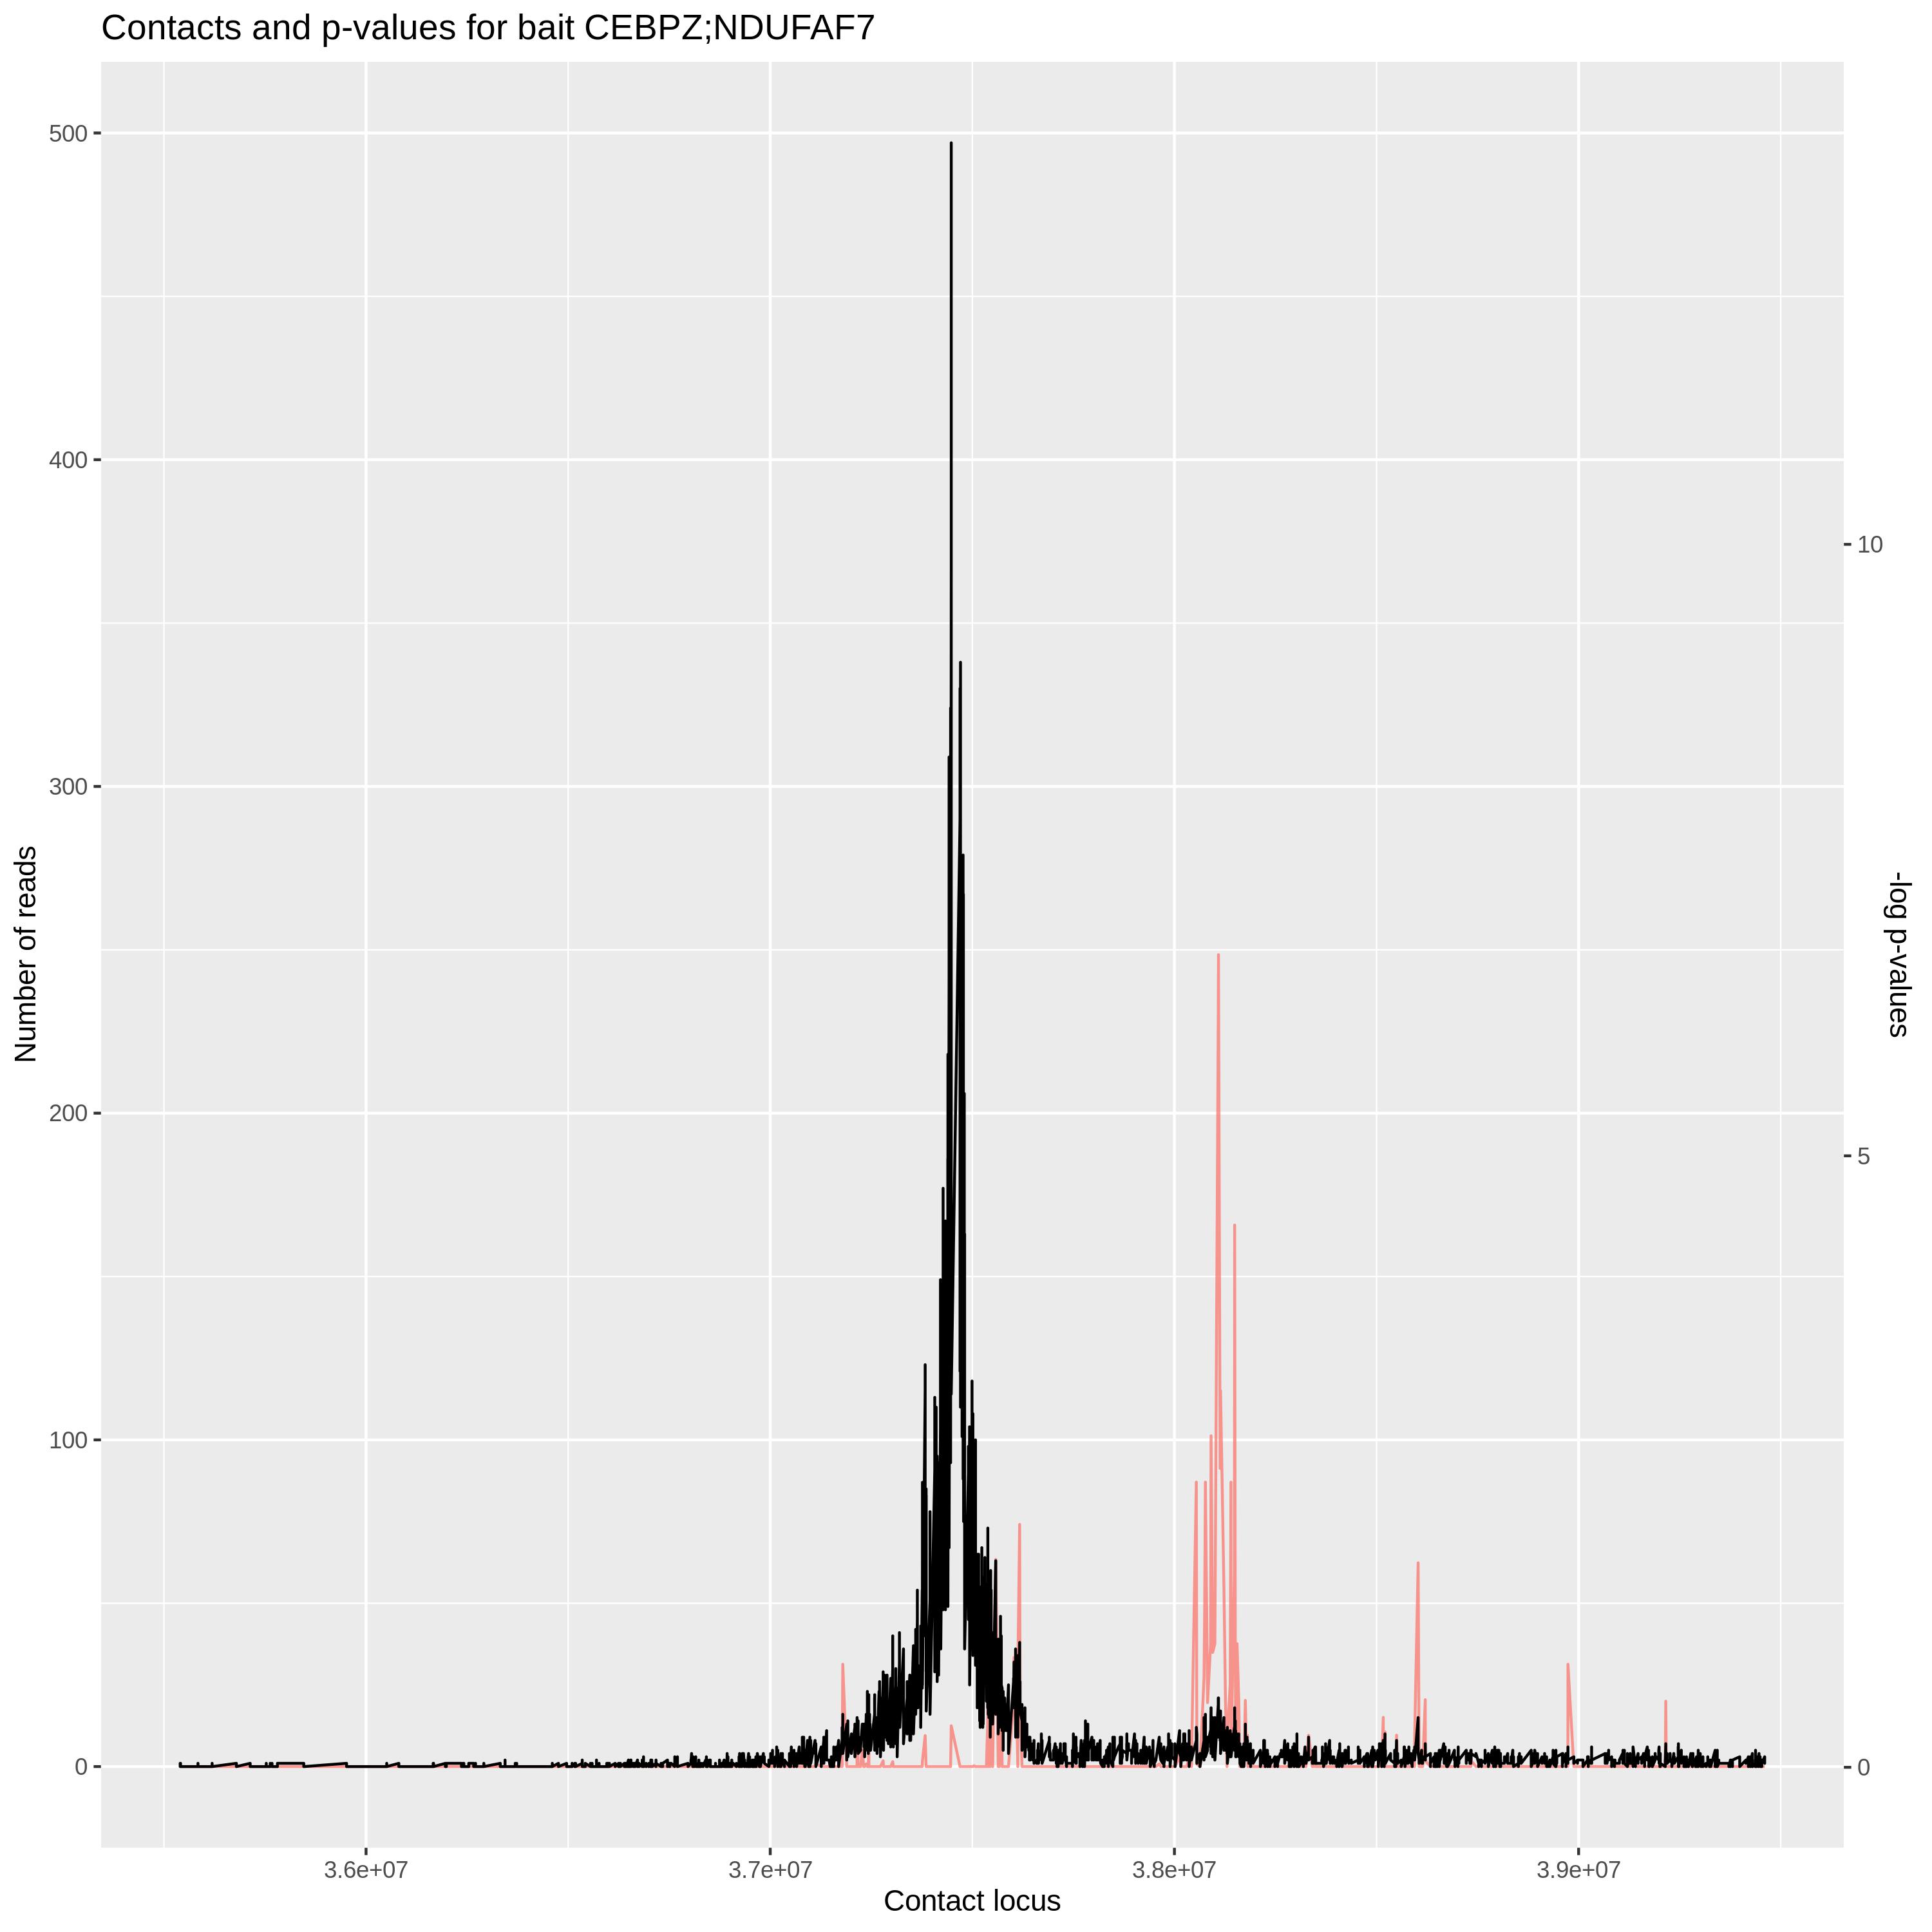 Contacts and p-values for bait CEBPZ;NDUFAF7
500
400
300
200
100
0
Number of reads
10
5
0
-log p-values
3.6e+07
3.7e+07
3.8e+07
3.9e+07
Contact locus